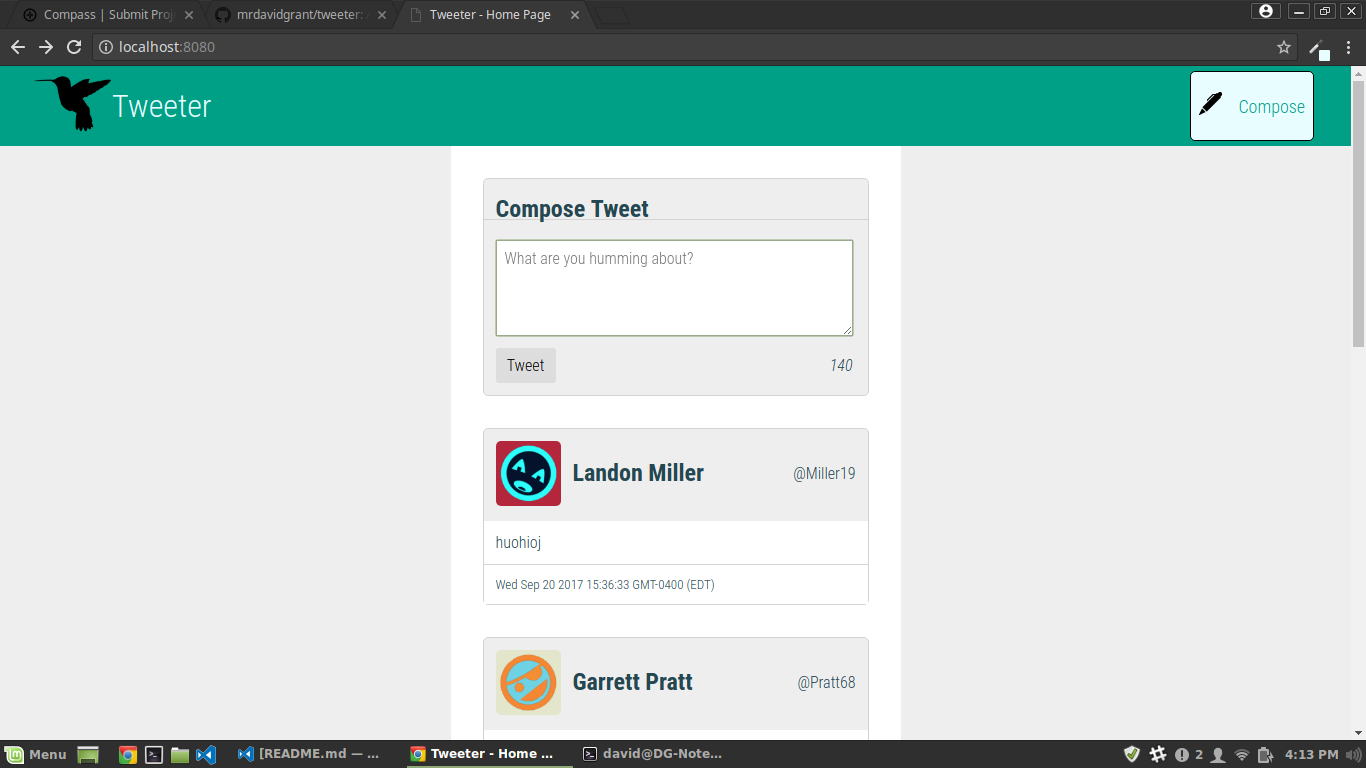 Compass | Submit Proj
mrdavidgrant/tweeter:
Tweeter - Home Page
localhost:8080
Tweeter
Compose
Compose Tweet
What are you humming about?
Tweet
140
Landon Miller
@Miller19
huohioj
Wed Sep 20 2017 15:36:33 GMT-0400 (EDT)
Garrett Pratt
@Pratt68
Menu
[README.md — ...
Tweeter - Home ...
david@DG-Note...
2
4:13 PM